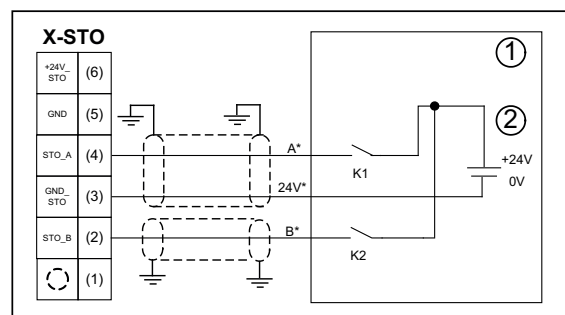 X-STO
+24V_
STO
(6)
GND
(5)
STO_A
(4)
GND_
STO
(3)
STO_B
(2)
(1)
A*
24V*
B*
K1
K2
1
2
+24V
0V